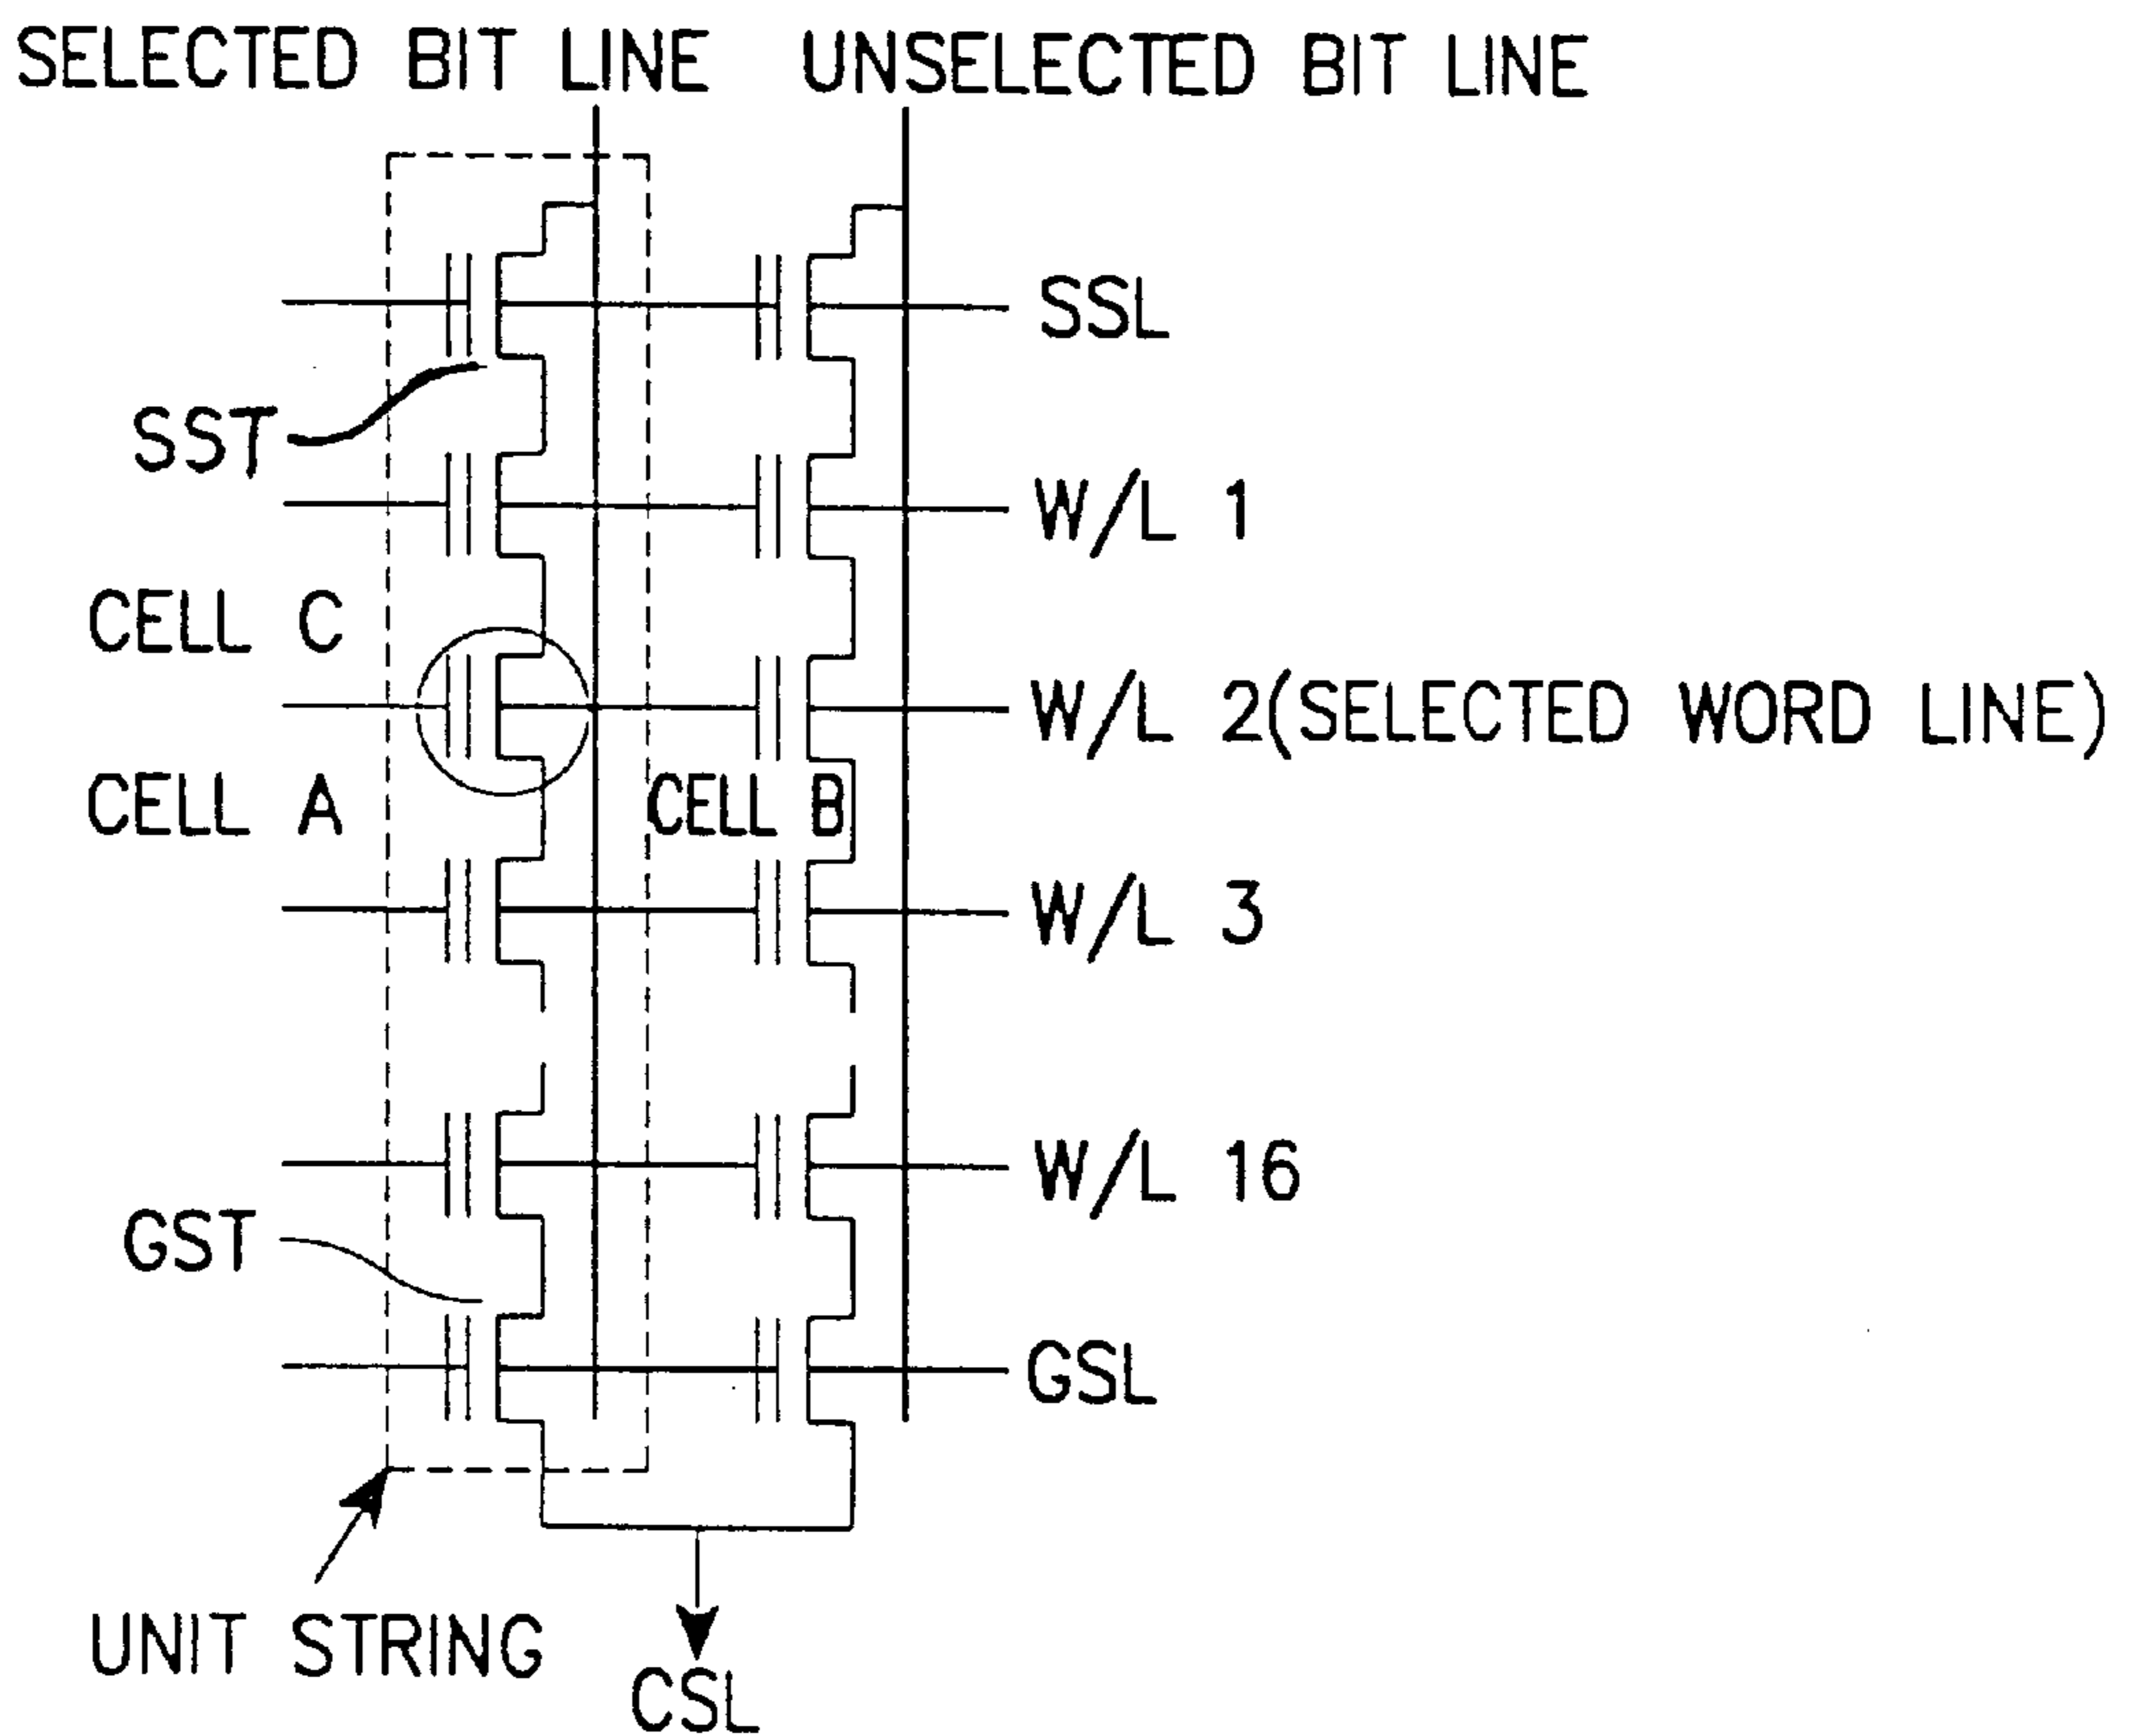 SELECTED BIT LINE
UNSELECTED BIT LINE
SSL
SST
W/L 1
CELL C
W/L 2(SELECTED WORD LINE)
CELL A
CELL B
W/L 3
W/L 16
GST
GSL
UNIT STRING
CSL